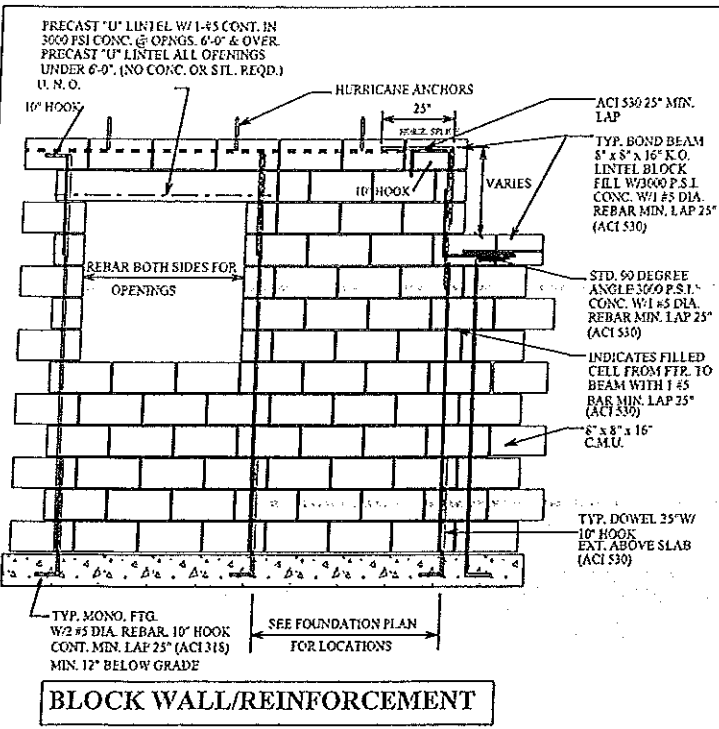 PRECAST "U" LINTEL W/ 1-#5 CONT. IN
3000 PSI CONC. @ OPNGS. 6'-0" & OVER.
PRECAST "U" LINTEL ALL OPENINGS
UNDER 6'-0". (NO CONC. OR STL. REQD.)
U. N. O.
10" HOOK
HURRICANE ANCHORS
25"
HORIZ. SPLICE
10" HOOK
VARIES
ACI 530 25" MIN.
LAP
TYP. BOND BEAM
8" x 8" x 16" K.O.
LINTEL BLOCK
FILL W/3000 P.S.I.
CONC. W/1 #5 DIA.
REBAR MIN. LAP 25"
(ACI 530)
REBAR BOTH SIDES FOR
OPENINGS
STD. 90 DEGREE
ANGLE 3000 P.S.I.
CONC. W/1 #5 DIA.
REBAR MIN. LAP 25"
(ACI 530)
INDICATES FILLED
CELL FROM FTR. TO
BEAM WITH 1 #5
BAR MIN. LAP 25"
(ACI 530)
8" x 8" x 16"
C.M.U.
TYP. DOWEL 25" W/
10" HOOK
EXT. ABOVE SLAB
(ACI 530)
TYP. MONO. FTG.
W/2 #5 DIA. REBAR. 10" HOOK
CONT. MIN. LAP 25" (ACI 318)
MIN. 12" BELOW GRADE
SEE FOUNDATION PLAN
FOR LOCATIONS
BLOCK WALL/REINFORCEMENT